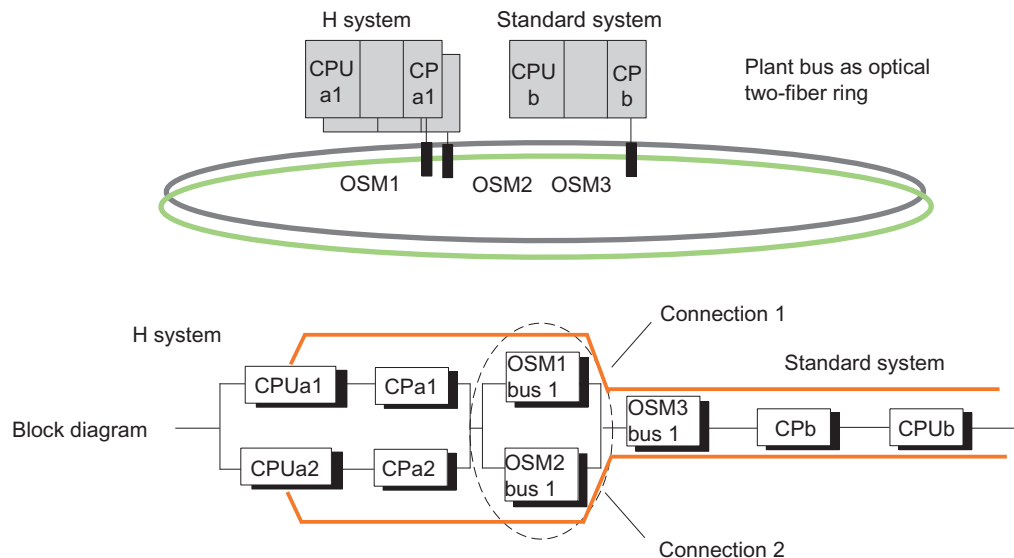 H system
Standard system
CPU
a1
CP
a1
CPU
b
CP
b
Plant bus as optical
two-fiber ring
OSM1
OSM2
OSM3
Connection 1
H system
Standard system
CPUa1
CPa1
OSM1
bus 1
Block diagram
OSM3
bus 1
CPb
CPUb
CPUa2
CPa2
OSM2
bus 1
Connection 2